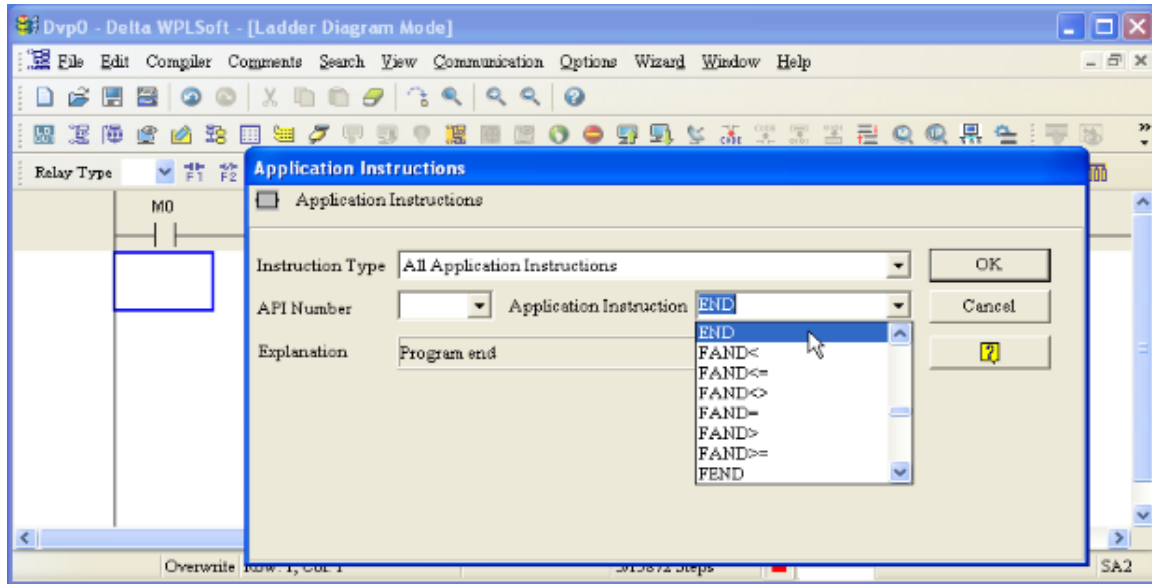 Dvp0 - Delta WPLSoft - [Ladder Diagram Mode]
File Edit Compiler Comments Search View Communication Options Wizard Window Help
Relay Type F1 F2
Application Instructions
M0
Application Instructions
Instruction Type All Application Instructions OK
API Number Application Instruction END Cancel
Explanation Program end
END
FAND<
FAND<=
FAND<>
FAND=
FAND>
FAND>=
FEND
Overwrite Row: 1, Col: 1 Steps SA2